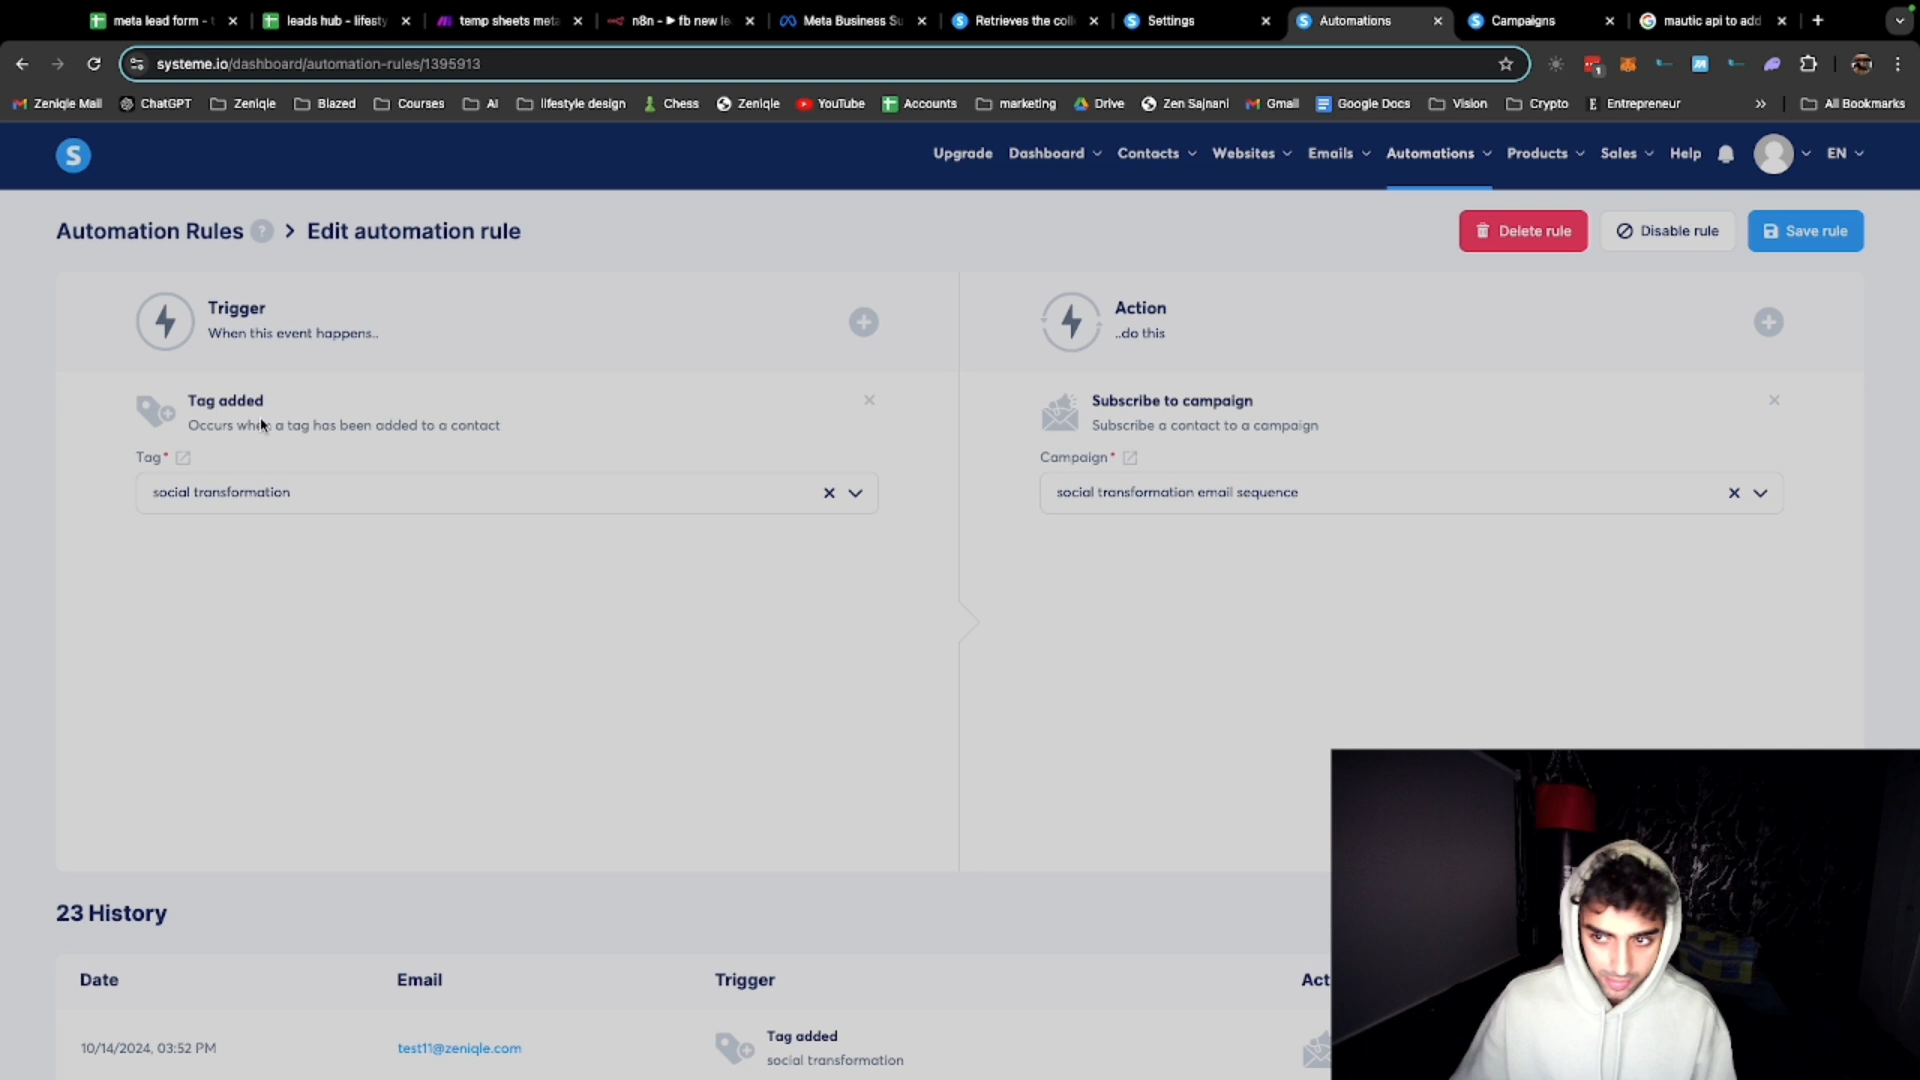 meta lead form - t
leads hub - lifesty
temp sheets meta
n8n - ▶ fb new le
Meta Business Su
Retrieves the coll
Settings
Automations
Campaigns
mautic api to add
systeme.io/dashboard/automation-rules/1395913
Zeniqle Mail
ChatGPT
Zeniqle
Blazed
Courses
AI
lifestyle design
Chess
Zeniqle
YouTube
Accounts
marketing
Drive
Zen Sajnani
Gmail
Google Docs
Vision
Crypto
E Entrepreneur
»
All Bookmarks
S
Upgrade
Dashboard
Contacts
Websites
Emails
Automations
Products
Sales
Help
EN
Automation Rules ? > Edit automation rule
Delete rule
Disable rule
Save rule
Trigger
When this event happens..
Action
..do this
Tag added
Occurs when a tag has been added to a contact
Tag*
social transformation
Subscribe to campaign
Subscribe a contact to a campaign
Campaign*
social transformation email sequence
23 History
Date
Email
Trigger
Act
10/14/2024, 03:52 PM
test11@zeniqle.com
Tag added
social transformation